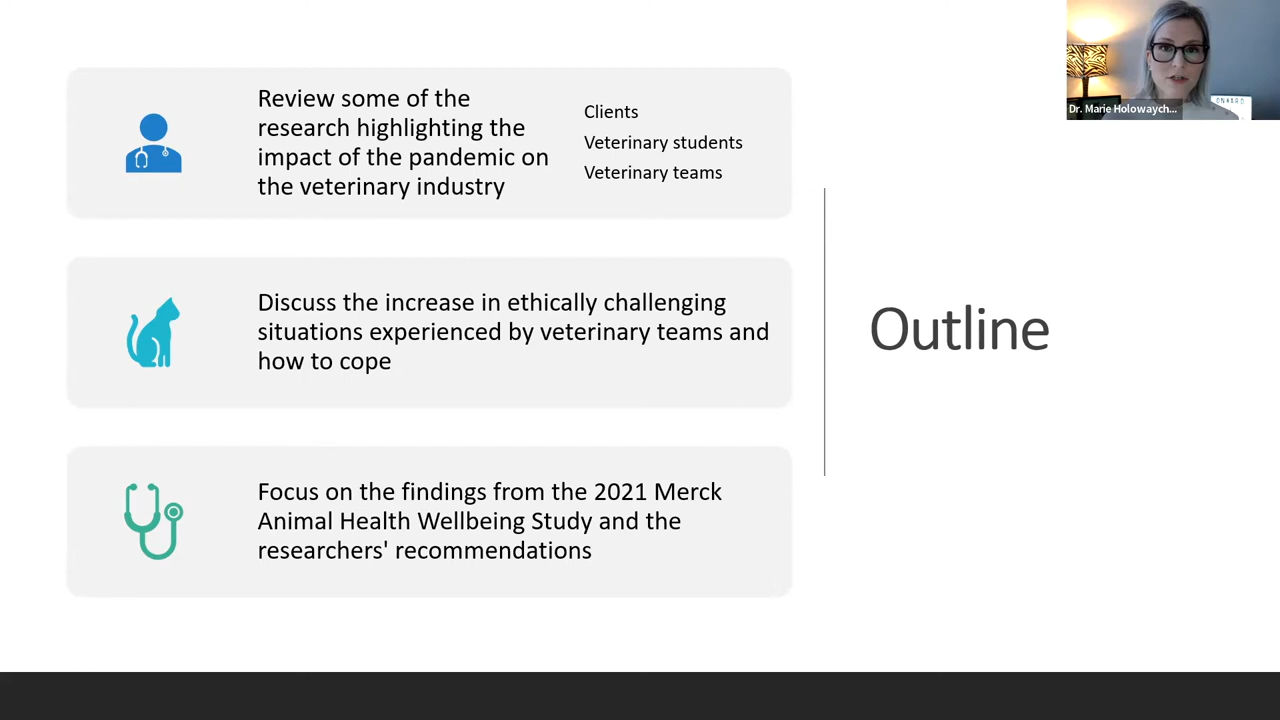 Review some of the
research highlighting the
impact of the pandemic on
the veterinary industry
Clients
Veterinary students
Veterinary teams
Discuss the increase in ethically challenging
situations experienced by veterinary teams and
how to cope
Focus on the findings from the 2021 Merck
Animal Health Wellbeing Study and the
researchers' recommendations
Outline
Dr. Marie Holowaych...
ONWARD